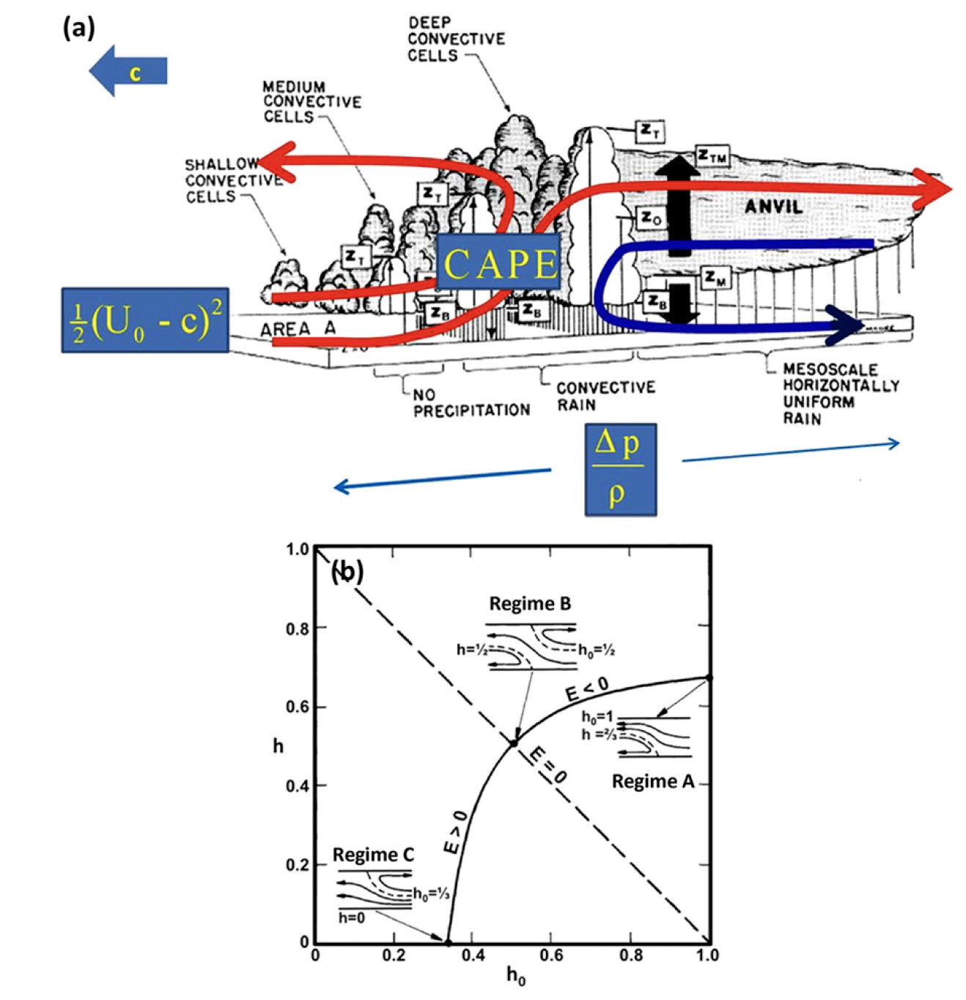 (a)
c
DEEP
CONVECTIVE
CELLS
MEDIUM
CONVECTIVE
CELLS
SHALLOW
CONVECTIVE
CELLS
Z_T
Z_TM
Z_T
Z_O
ANVIL
Z_T
CAPE
Z_M
Z_B
Z_B
Z_B
½(U₀ - c)²
AREA A
NO
PRECIPITATION
CONVECTIVE
RAIN
MESOSCALE
HORIZONTALLY
UNIFORM
RAIN
Δp
ρ
(b)
1.0
0.8
0.6
0.4
0.2
0
h
Regime B
h=½
h₀=½
E < 0
h₀=1
h=⅔
Regime A
E = 0
E > 0
Regime C
h₀=⅓
h=0
0 0.2 0.4 0.6 0.8 1.0
h₀